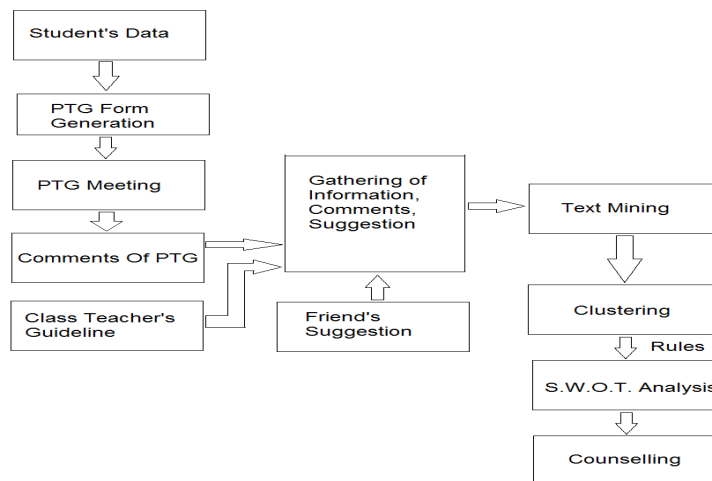 Student's Data
PTG Form
Generation
PTG Meeting
Comments Of PTG
Class Teacher's
Guideline
Gathering of
Information,
Comments,
Suggestion
Friend's
Suggestion
Text Mining
Clustering
Rules
S.W.O.T. Analysis
Counselling